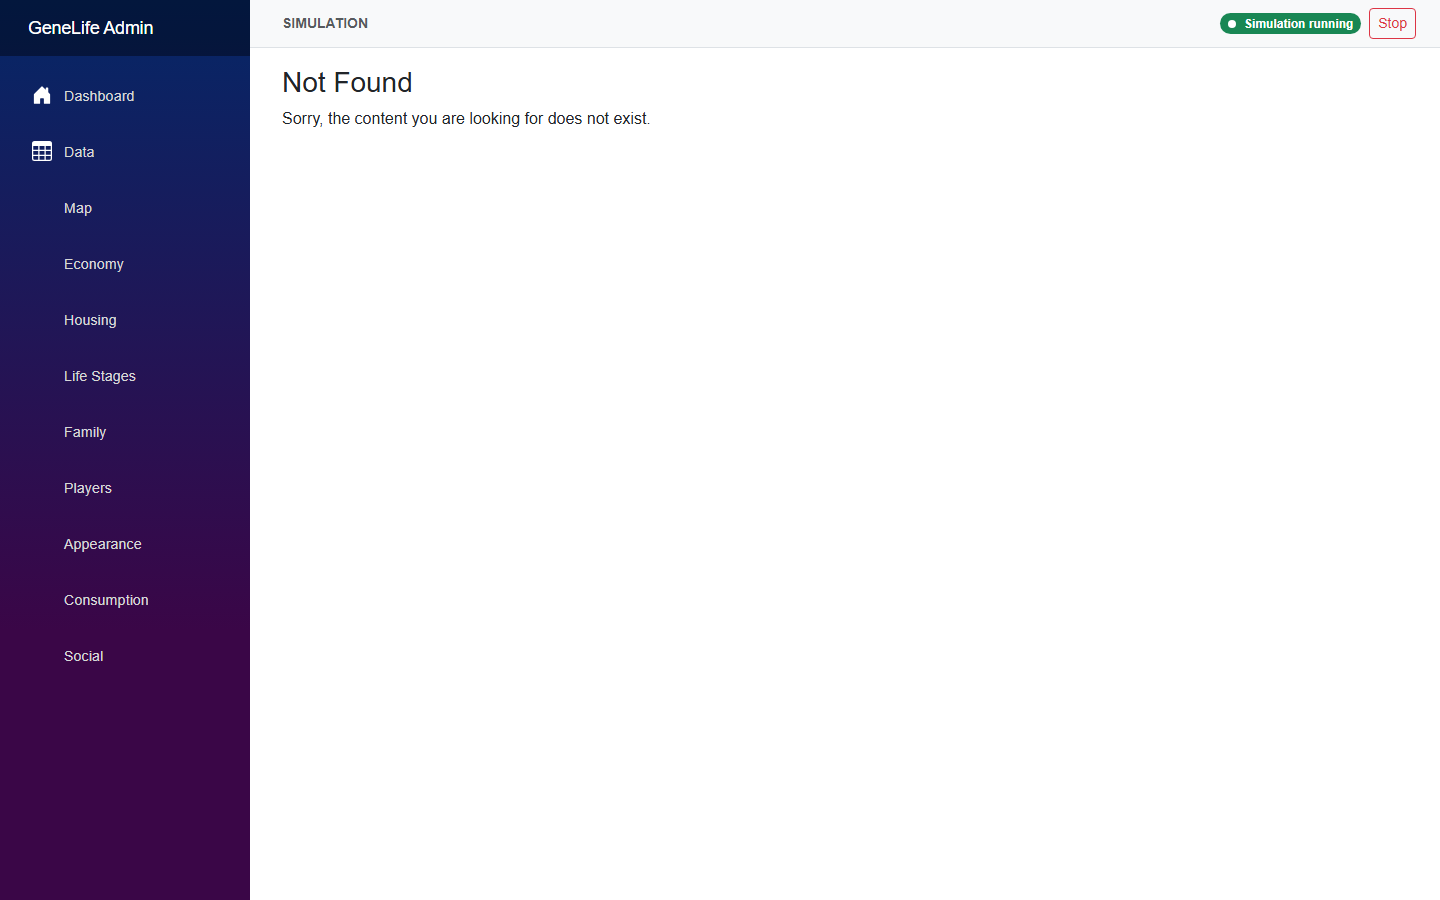 GeneLife Admin
SIMULATION
Simulation running
Stop
Dashboard
Data
Map
Economy
Housing
Life Stages
Family
Players
Appearance
Consumption
Social
Not Found
Sorry, the content you are looking for does not exist.